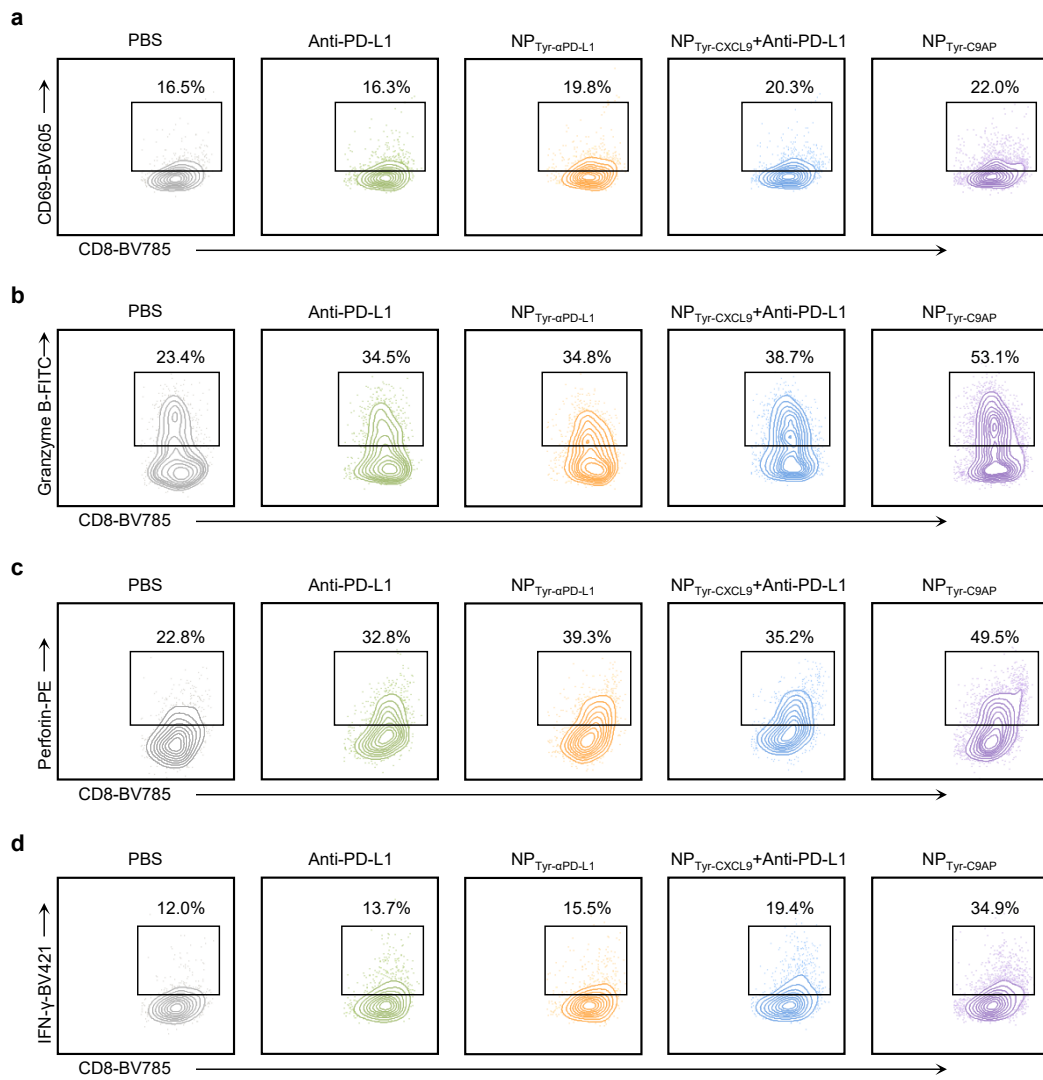 a
PBS
Anti-PD-L1
NPTyr-αPD-L1
NPTyr-CXCL9+Anti-PD-L1
NPTyr-C9AP
16.5%
16.3%
19.8%
20.3%
22.0%
CD69-BV605
CD8-BV785
b
PBS
Anti-PD-L1
NPTyr-αPD-L1
NPTyr-CXCL9+Anti-PD-L1
NPTyr-C9AP
23.4%
34.5%
34.8%
38.7%
53.1%
Granzyme B-FITC
CD8-BV785
c
PBS
Anti-PD-L1
NPTyr-αPD-L1
NPTyr-CXCL9+Anti-PD-L1
NPTyr-C9AP
22.8%
32.8%
39.3%
35.2%
49.5%
Perforin-PE
CD8-BV785
d
PBS
Anti-PD-L1
NPTyr-αPD-L1
NPTyr-CXCL9+Anti-PD-L1
NPTyr-C9AP
12.0%
13.7%
15.5%
19.4%
34.9%
IFN-γ-BV421
CD8-BV785